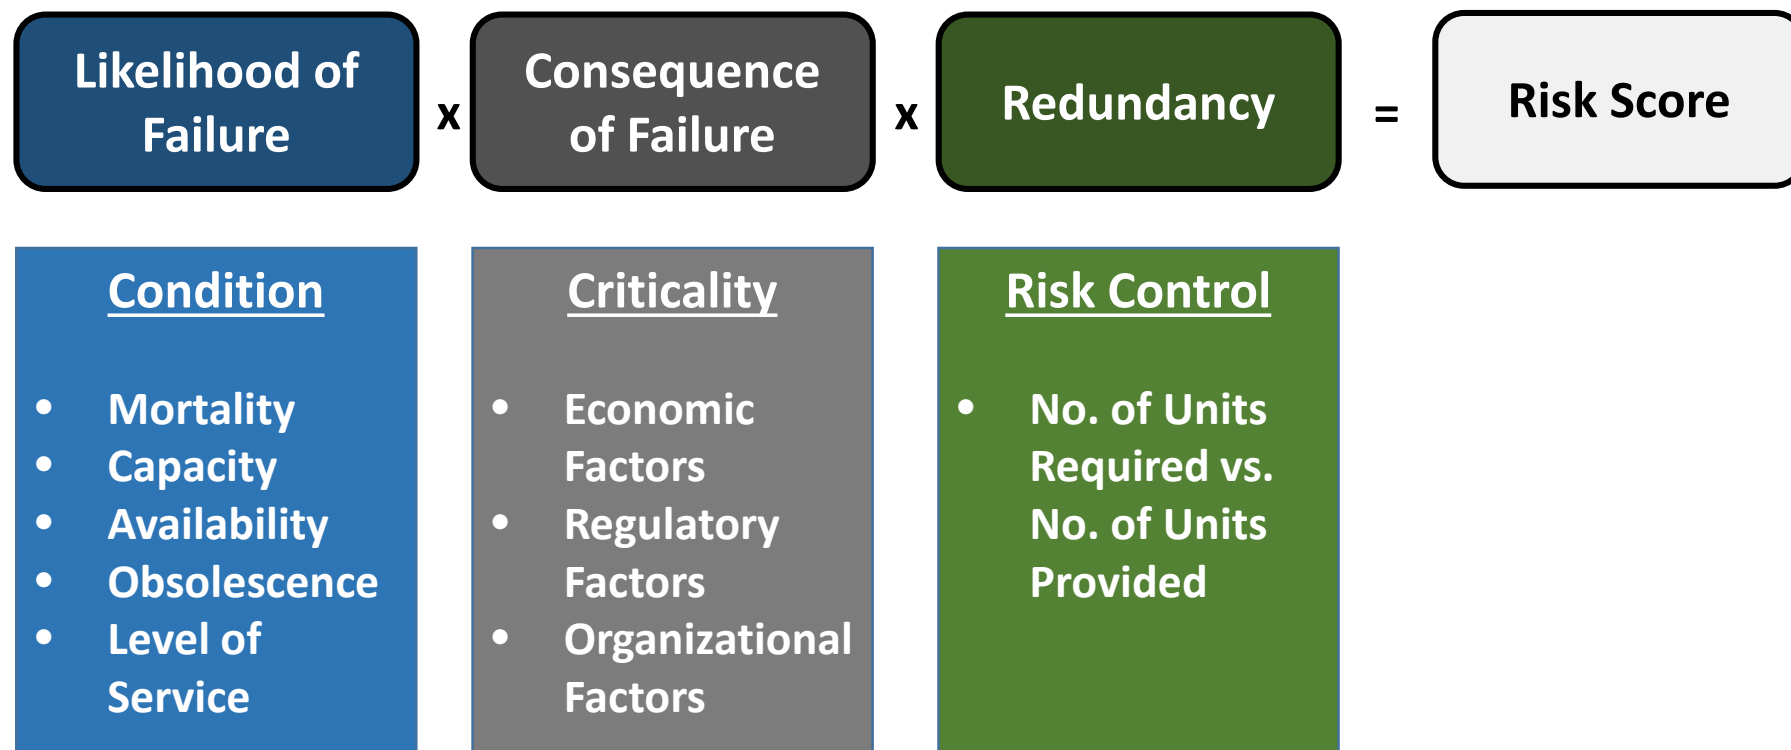 Likelihood of
Failure
x
Consequence
of Failure
x
Redundancy
=
Risk Score
Condition
• Mortality
• Capacity
• Availability
• Obsolescence
• Level of
Service
Criticality
• Economic
Factors
• Regulatory
Factors
• Organizational
Factors
Risk Control
• No. of Units
Required vs.
No. of Units
Provided